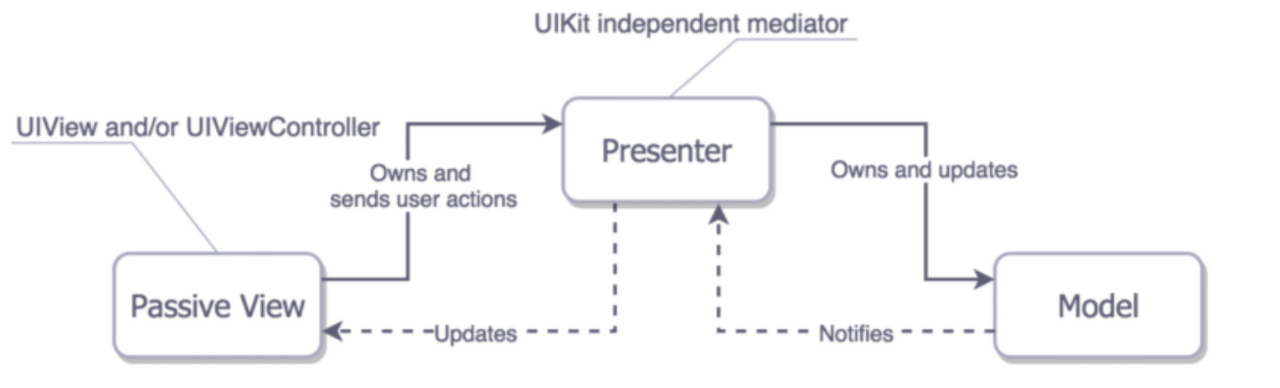 UIKit independent mediator
UIView and/or UIViewController
Presenter
Owns and
sends user actions
Owns and updates
Passive View
Updates
Notifies
Model